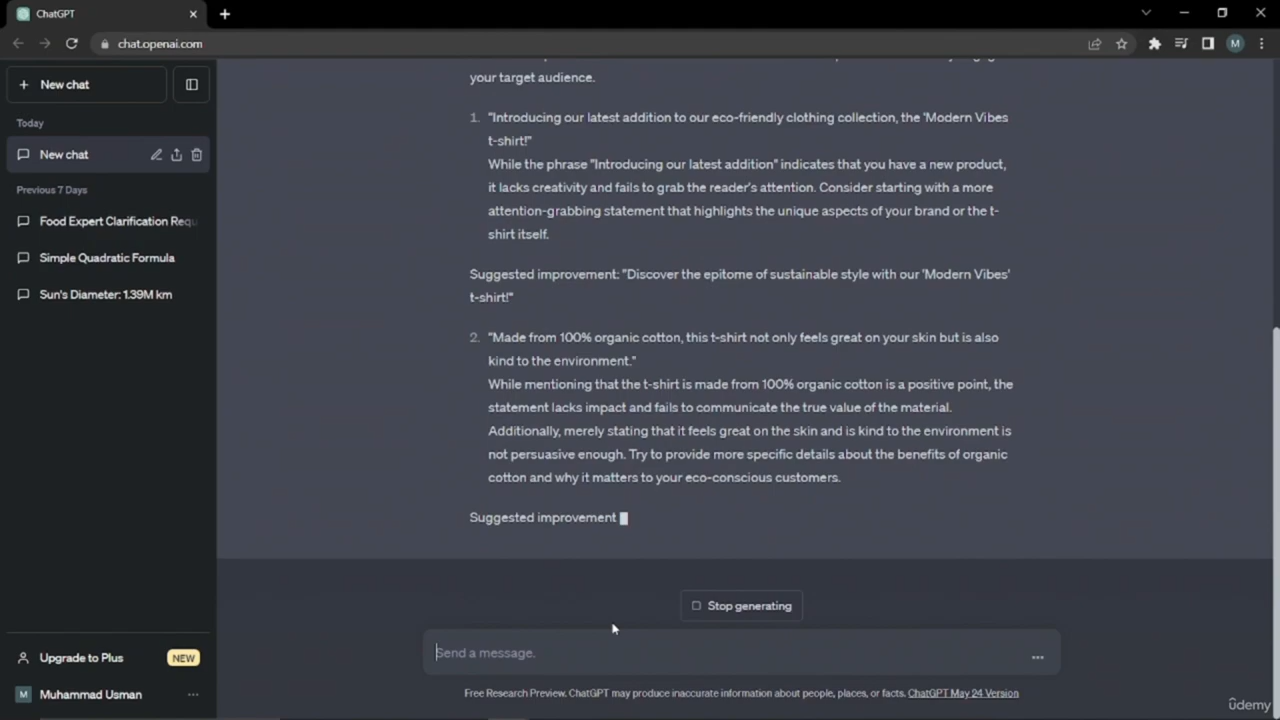 ChatGPT
chat.openai.com
M
New chat
Today
New chat
Previous 7 Days
Food Expert Clarification Requ
Simple Quadratic Formula
Sun's Diameter: 1.39M km
Upgrade to Plus NEW
M Muhammad Usman
your target audience.
1. "Introducing our latest addition to our eco-friendly clothing collection, the 'Modern Vibes
t-shirt!"
While the phrase "Introducing our latest addition" indicates that you have a new product,
it lacks creativity and fails to grab the reader's attention. Consider starting with a more
attention-grabbing statement that highlights the unique aspects of your brand or the t-
shirt itself.
Suggested improvement: "Discover the epitome of sustainable style with our 'Modern Vibes'
t-shirt!"
2. "Made from 100% organic cotton, this t-shirt not only feels great on your skin but is also
kind to the environment."
While mentioning that the t-shirt is made from 100% organic cotton is a positive point, the
statement lacks impact and fails to communicate the true value of the material.
Additionally, merely stating that it feels great on the skin and is kind to the environment is
not persuasive enough. Try to provide more specific details about the benefits of organic
cotton and why it matters to your eco-conscious customers.
Suggested improvement
Stop generating
Send a message.
Free Research Preview. ChatGPT may produce inaccurate information about people, places, or facts. ChatGPT May 24 Version
ûdemy